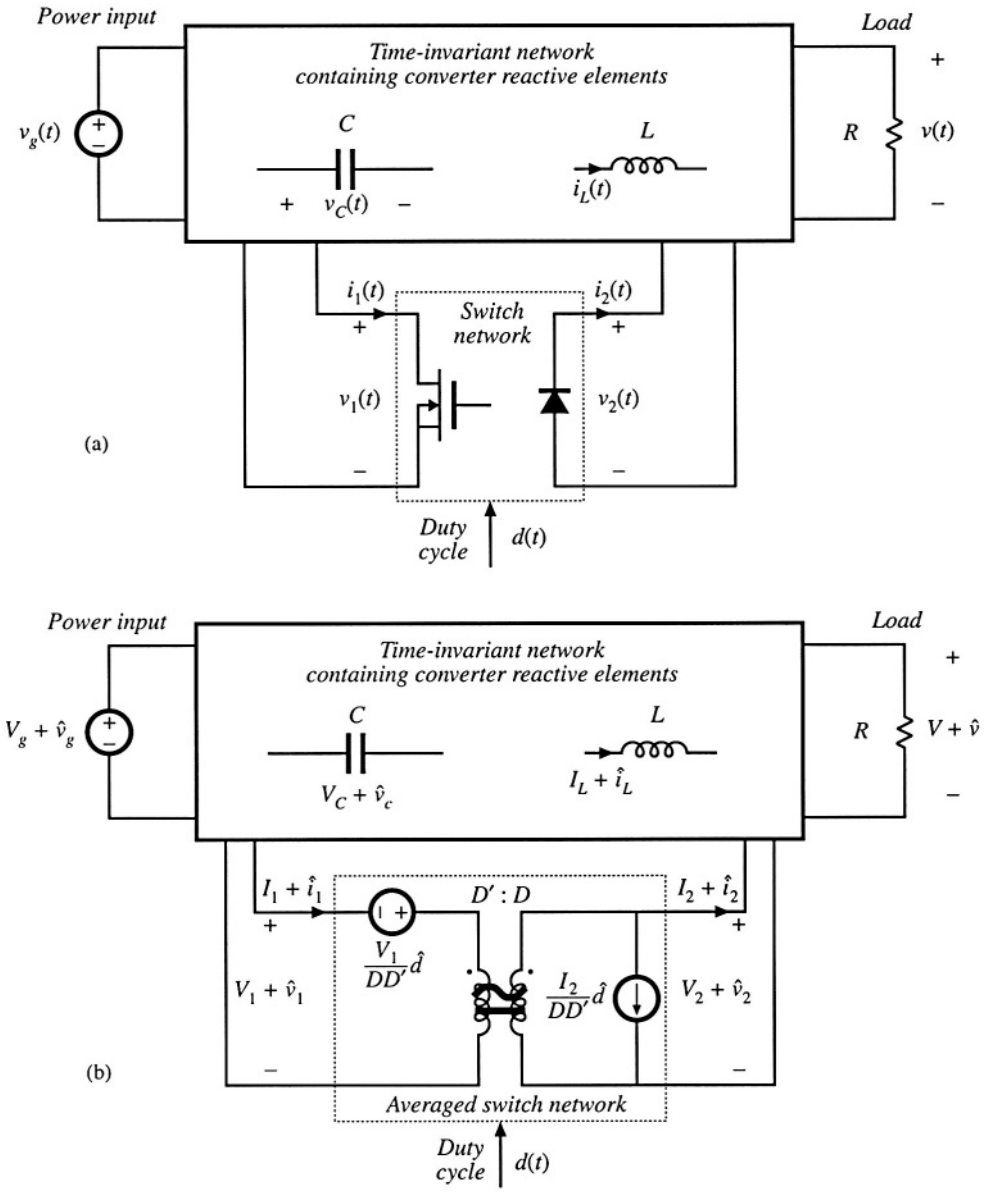 Power input
Load
Time-invariant network
containing converter reactive elements
C
L
v_g(t)
+
−
R
+
v(t)
−
+ v_C(t) −
i_L(t)
i_1(t)
i_2(t)
+
+
Switch
network
v_1(t)
v_2(t)
(a)
−
−
Duty
cycle
d(t)
Power input
Load
Time-invariant network
containing converter reactive elements
C
L
V_g + v̂_g
+
−
R
+
V + v̂
−
V_C + v̂_c
I_L + î_L
I_1 + î_1
D′ : D
I_2 + î_2
+
− +
+
V_1/DD′ d̂
I_2/DD′ d̂
V_1 + v̂_1
V_2 + v̂_2
(b)
−
−
Averaged switch network
Duty
cycle
d(t)